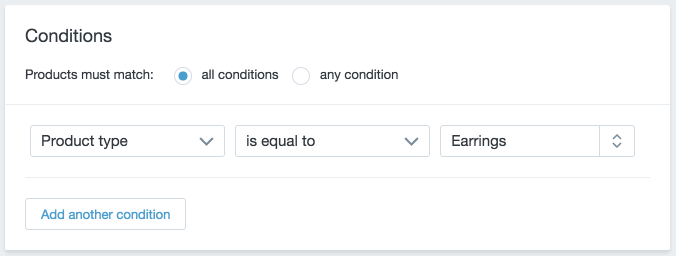 Conditions
Products must match: all conditions any condition
Product type is equal to Earrings
Add another condition